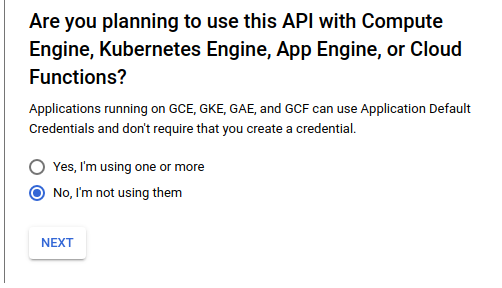 Are you planning to use this API with Compute
Engine, Kubernetes Engine, App Engine, or Cloud
Functions?
Applications running on GCE, GKE, GAE, and GCF can use Application Default
Credentials and don't require that you create a credential.
Yes, I'm using one or more
No, I'm not using them
NEXT